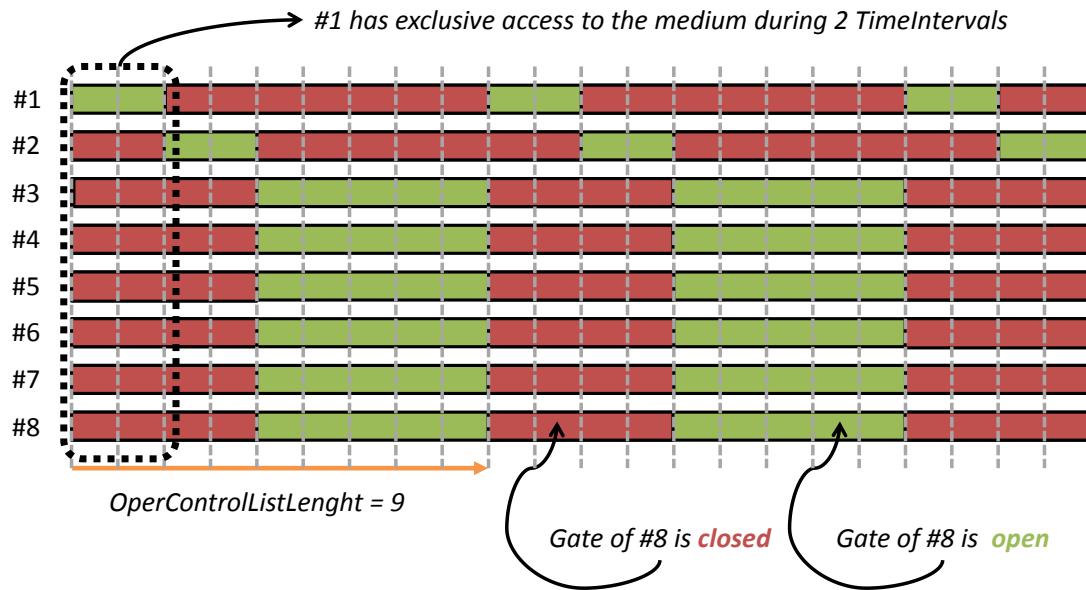 #1 has exclusive access to the medium during 2 TimeIntervals
#1
#2
#3
#4
#5
#6
#7
#8
OperControlListLenght = 9
Gate of #8 is closed
Gate of #8 is open